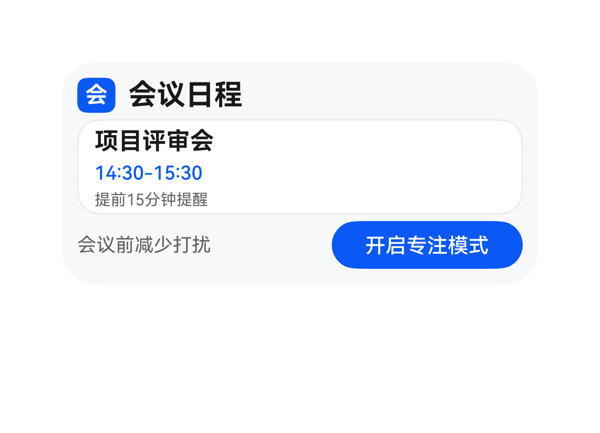 会 会议日程
项目评审会
14:30-15:30
提前15分钟提醒
会议前减少打扰 开启专注模式